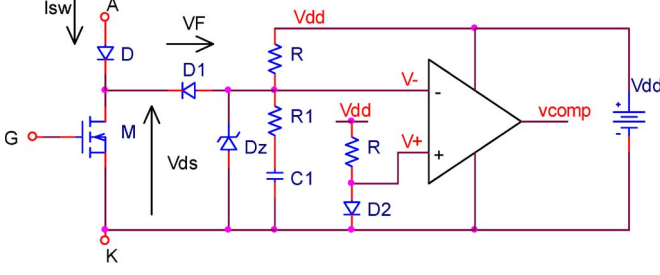 Isw
A
VF
Vdd
D
R
D1
V-
Vdd
-
Vdd
R1
vcomp
G
M
Vds
Dz
R
V+
+
C1
D2
K